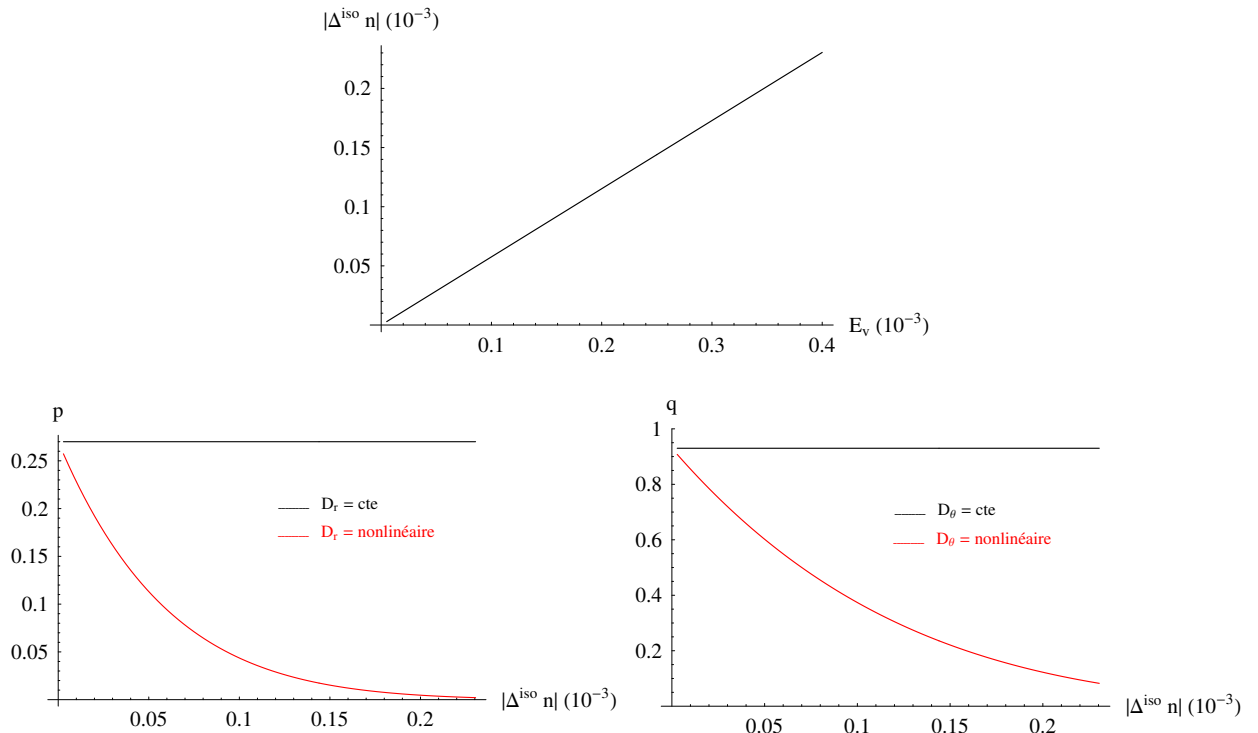 |Δ^iso n| (10^-3)
0.2
0.15
0.1
0.05
0.1 0.2 0.3 0.4
E_v (10^-3)
p
0.25
0.2
0.15
0.1
0.05
0.05 0.1 0.15 0.2
|Δ^iso n| (10^-3)
D_r = cte
D_r = nonlinéaire
q
1
0.8
0.6
0.4
0.2
0.05 0.1 0.15 0.2
|Δ^iso n| (10^-3)
D_θ = cte
D_θ = nonlinéaire